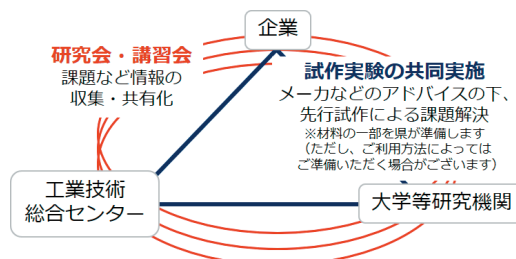 企業
研究会・講習会
課題など情報の
収集・共有化
試作実験の共同実施
メーカなどのアドバイスの下、
先行試作による課題解決
※材料の一部を県が準備します
（ただし、ご利用方法によっては
ご準備いただく場合がございます）
工業技術
総合センター
大学等研究機関